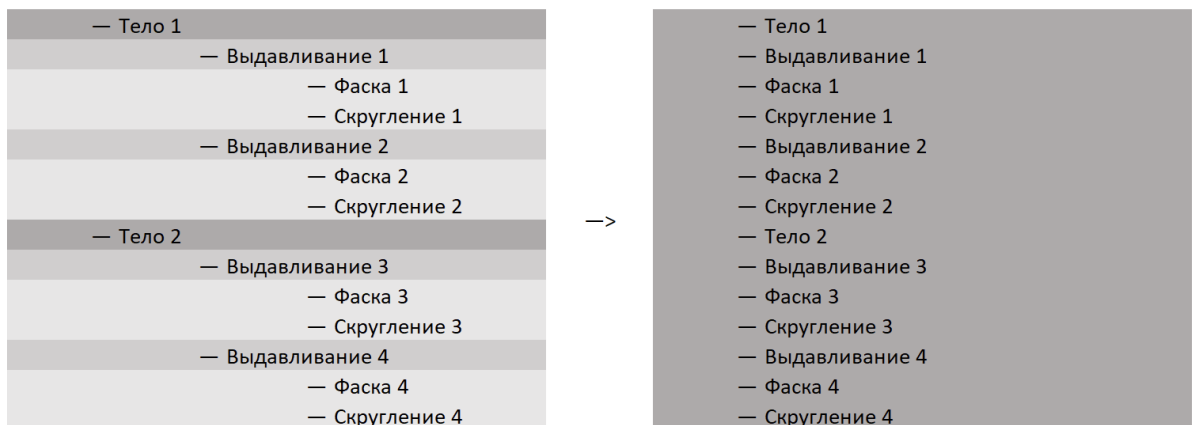 — Тело 1
— Выдавливание 1
— Фаска 1
— Скругление 1
— Выдавливание 2
— Фаска 2
— Скругление 2
— Тело 2
— Выдавливание 3
— Фаска 3
— Скругление 3
— Выдавливание 4
— Фаска 4
— Скругление 4
—>
— Тело 1
— Выдавливание 1
— Фаска 1
— Скругление 1
— Выдавливание 2
— Фаска 2
— Скругление 2
— Тело 2
— Выдавливание 3
— Фаска 3
— Скругление 3
— Выдавливание 4
— Фаска 4
— Скругление 4